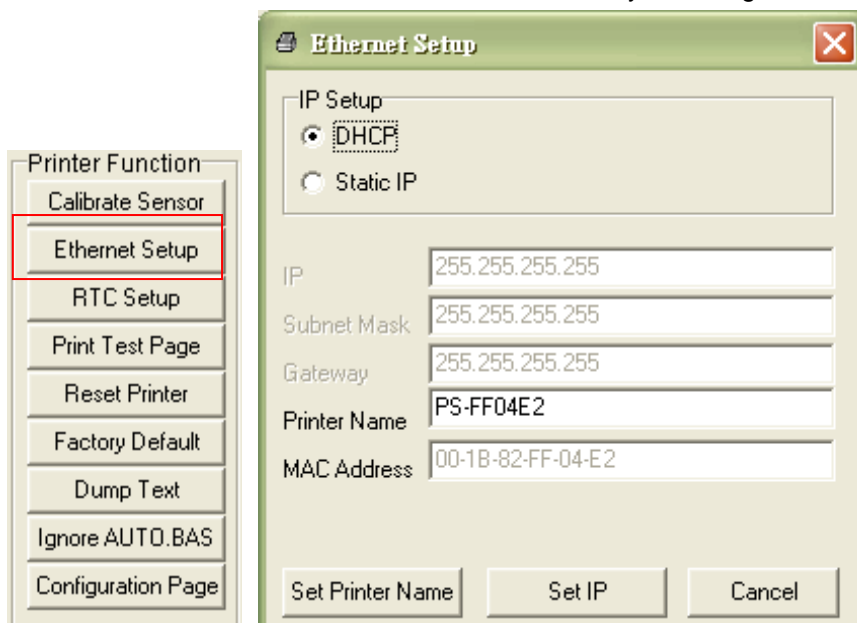 Printer Function
Calibrate Sensor
Ethernet Setup
RTC Setup
Print Test Page
Reset Printer
Factory Default
Dump Text
Ignore AUTO.BAS
Configuration Page
Ethernet Setup
IP Setup
DHCP
Static IP
IP 255.255.255.255
Subnet Mask 255.255.255.255
Gateway 255.255.255.255
Printer Name PS-FF04E2
MAC Address 00-1B-82-FF-04-E2
Set Printer Name Set IP Cancel